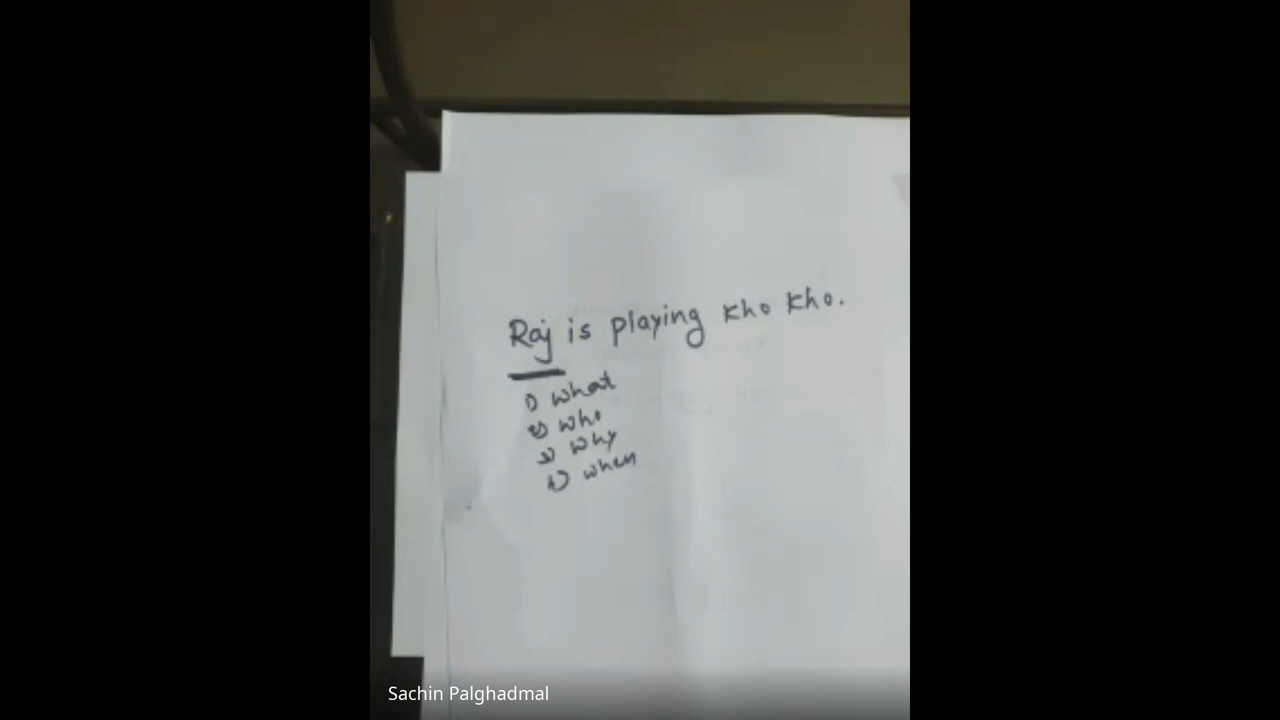 Raj is playing kho kho.
1) what
2) who
3) why
4) when
Sachin Palghadmal